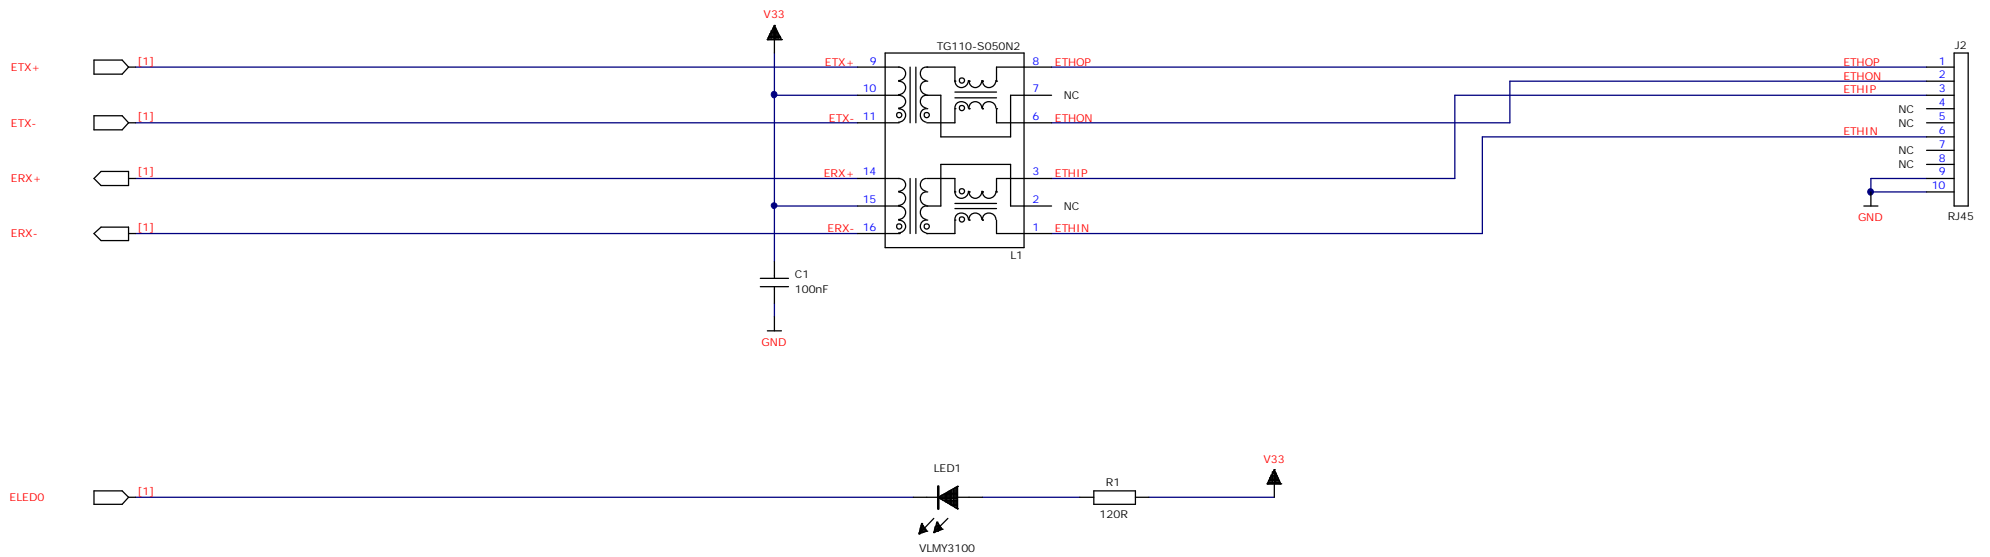 V33
TG110-S050N2
J2
ETX+ [1] ETX+ 9 8 ETHOP ETHOP 1
ETHON 2
10 7 NC ETHIP 3
NC 4
ETX- [1] ETX- 11 6 ETHON NC 5
ETHIN 6
NC 7
NC 8
ERX+ [1] ERX+ 14 3 ETHIP 9
10
15 2 NC
GND RJ45
ERX- [1] ERX- 16 1 ETHIN
L1
C1
100nF
GND
V33
LED1
R1
ELED0 [1]
120R
VLMY3100